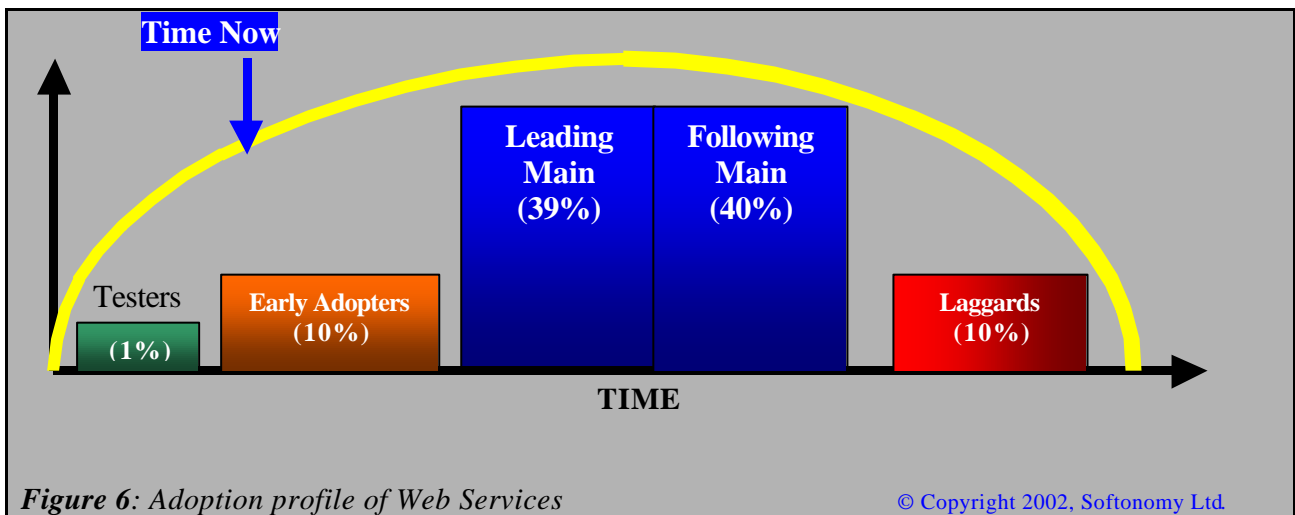 Time Now
Leading
Main
(39%)
Following
Main
(40%)
Testers
(1%)
Early Adopters
(10%)
Laggards
(10%)
TIME
Figure 6: Adoption profile of Web Services
© Copyright 2002, Softonomy Ltd.